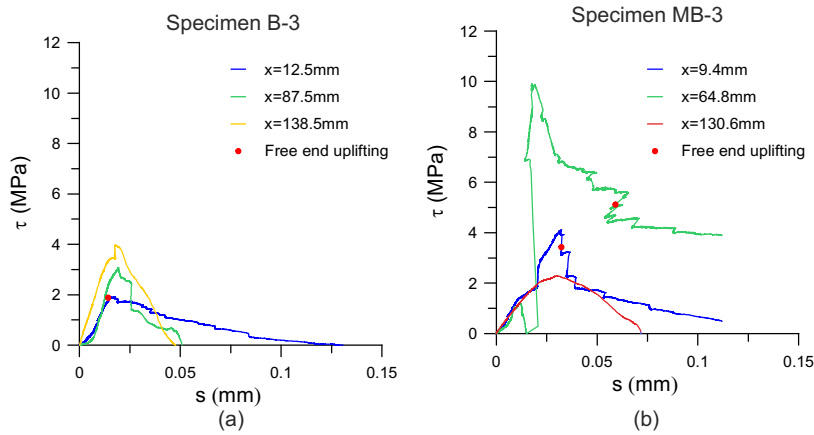 Specimen B-3
12
10
8
6
4
2
0
τ (MPa)
x=12.5mm
x=87.5mm
x=138.5mm
Free end uplifting
0
0.05
0.1
0.15
s (mm)
(a)
Specimen MB-3
12
10
8
6
4
2
0
τ (MPa)
x=9.4mm
x=64.8mm
x=130.6mm
Free end uplifting
0
0.05
0.1
0.15
s (mm)
(b)